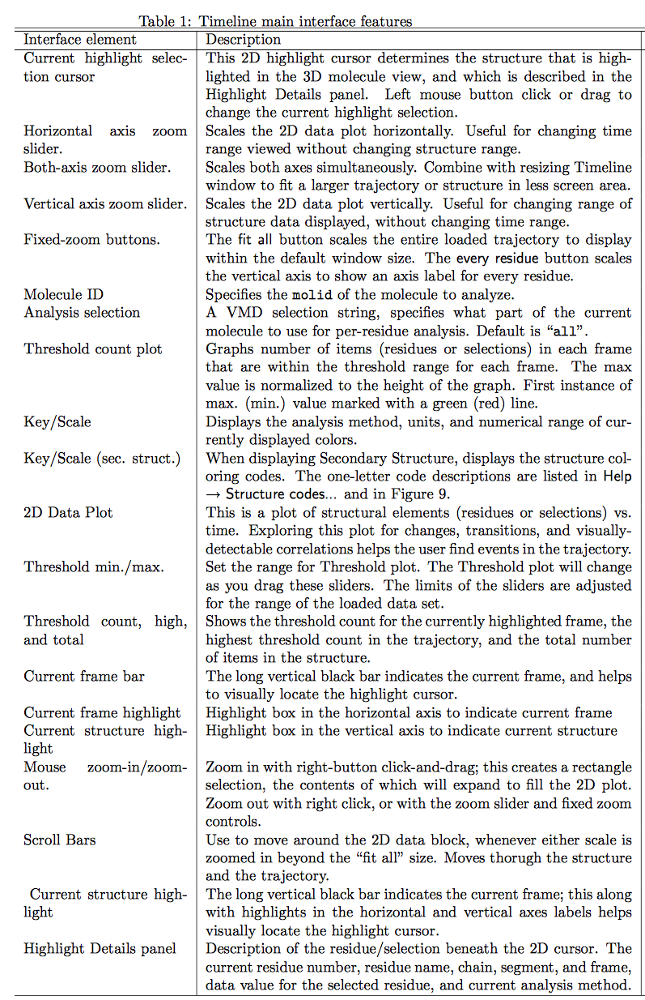 Table 1: Timeline main interface features
Interface element Description
Current highlight selec- This 2D highlight cursor determines the structure that is high-
tion cursor lighted in the 3D molecule view, and which is described in the
Highlight Details panel. Left mouse button click or drag to
change the current highlight selection.
Horizontal axis zoom Scales the 2D data plot horizontally. Useful for changing time
slider. range viewed without changing structure range.
Both-axis zoom slider. Scales both axes simultaneously. Combine with resizing Timeline
window to fit a larger trajectory or structure in less screen area.
Vertical axis zoom slider. Scales the 2D data plot vertically. Useful for changing range of
structure data displayed, without changing time range.
Fixed-zoom buttons. The fit all button scales the entire loaded trajectory to display
within the default window size. The every residue button scales
the vertical axis to show an axis label for every residue.
Molecule ID Specifies the molid of the molecule to analyze.
Analysis selection A VMD selection string, specifies what part of the current
molecule to use for per-residue analysis. Default is “all”.
Threshold count plot Graphs number of items (residues or selections) in each frame
that are within the threshold range for each frame. The max
value is normalized to the height of the graph. First instance of
max. (min.) value marked with a green (red) line.
Key/Scale Displays the analysis method, units, and numerical range of cur-
rently displayed colors.
Key/Scale (sec. struct.) When displaying Secondary Structure, displays the structure col-
oring codes. The one-letter code descriptions are listed in Help
→ Structure codes... and in Figure 9.
2D Data Plot This is a plot of structural elements (residues or selections) vs.
time. Exploring this plot for changes, transitions, and visually-
detectable correlations helps the user find events in the trajectory.
Threshold min./max. Set the range for Threshold plot. The Threshold plot will change
as you drag these sliders. The limits of the sliders are adjusted
for the range of the loaded data set.
Threshold count, high, Shows the threshold count for the currently highlighted frame, the
and total highest threshold count in the trajectory, and the total number
of items in the structure.
Current frame bar The long vertical black bar indicates the current frame, and helps
to visually locate the highlight cursor.
Current frame highlight Highlight box in the horizontal axis to indicate current frame
Current structure high- Highlight box in the vertical axis to indicate current structure
light
Mouse zoom-in/zoom- Zoom in with right-button click-and-drag; this creates a rectangle
out. selection, the contents of which will expand to fill the 2D plot.
Zoom out with right click, or with the zoom slider and fixed zoom
controls.
Scroll Bars Use to move around the 2D data block, whenever either scale is
zoomed in beyond the “fit all” size. Moves thorugh the structure
and the trajectory.
Current structure high- The long vertical black bar indicates the current frame; this along
light with highlights in the horizontal and vertical axes labels helps
visually locate the highlight cursor.
Highlight Details panel Description of the residue/selection beneath the 2D cursor. The
current residue number, residue name, chain, segment, and frame,
data value for the selected residue, and current analysis method.